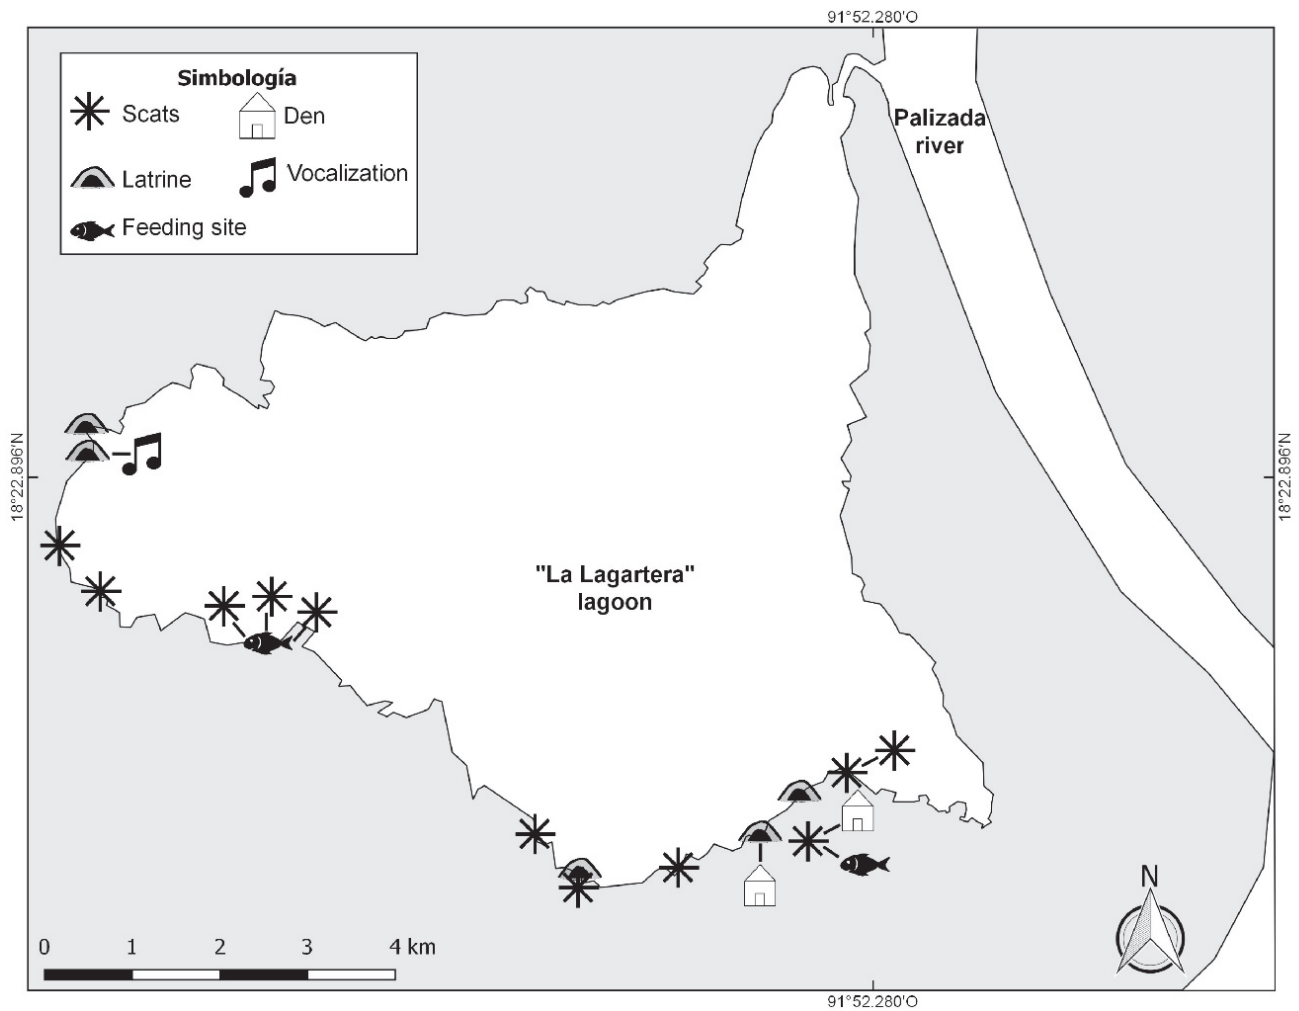 91°52.280'O
Simbología
Scats
Den
Latrine
Vocalization
Feeding site
Palizada
river
18°22.896'N
18°22.896'N
"La Lagartera"
lagoon
N
0 1 2 3 4 km
91°52.280'O